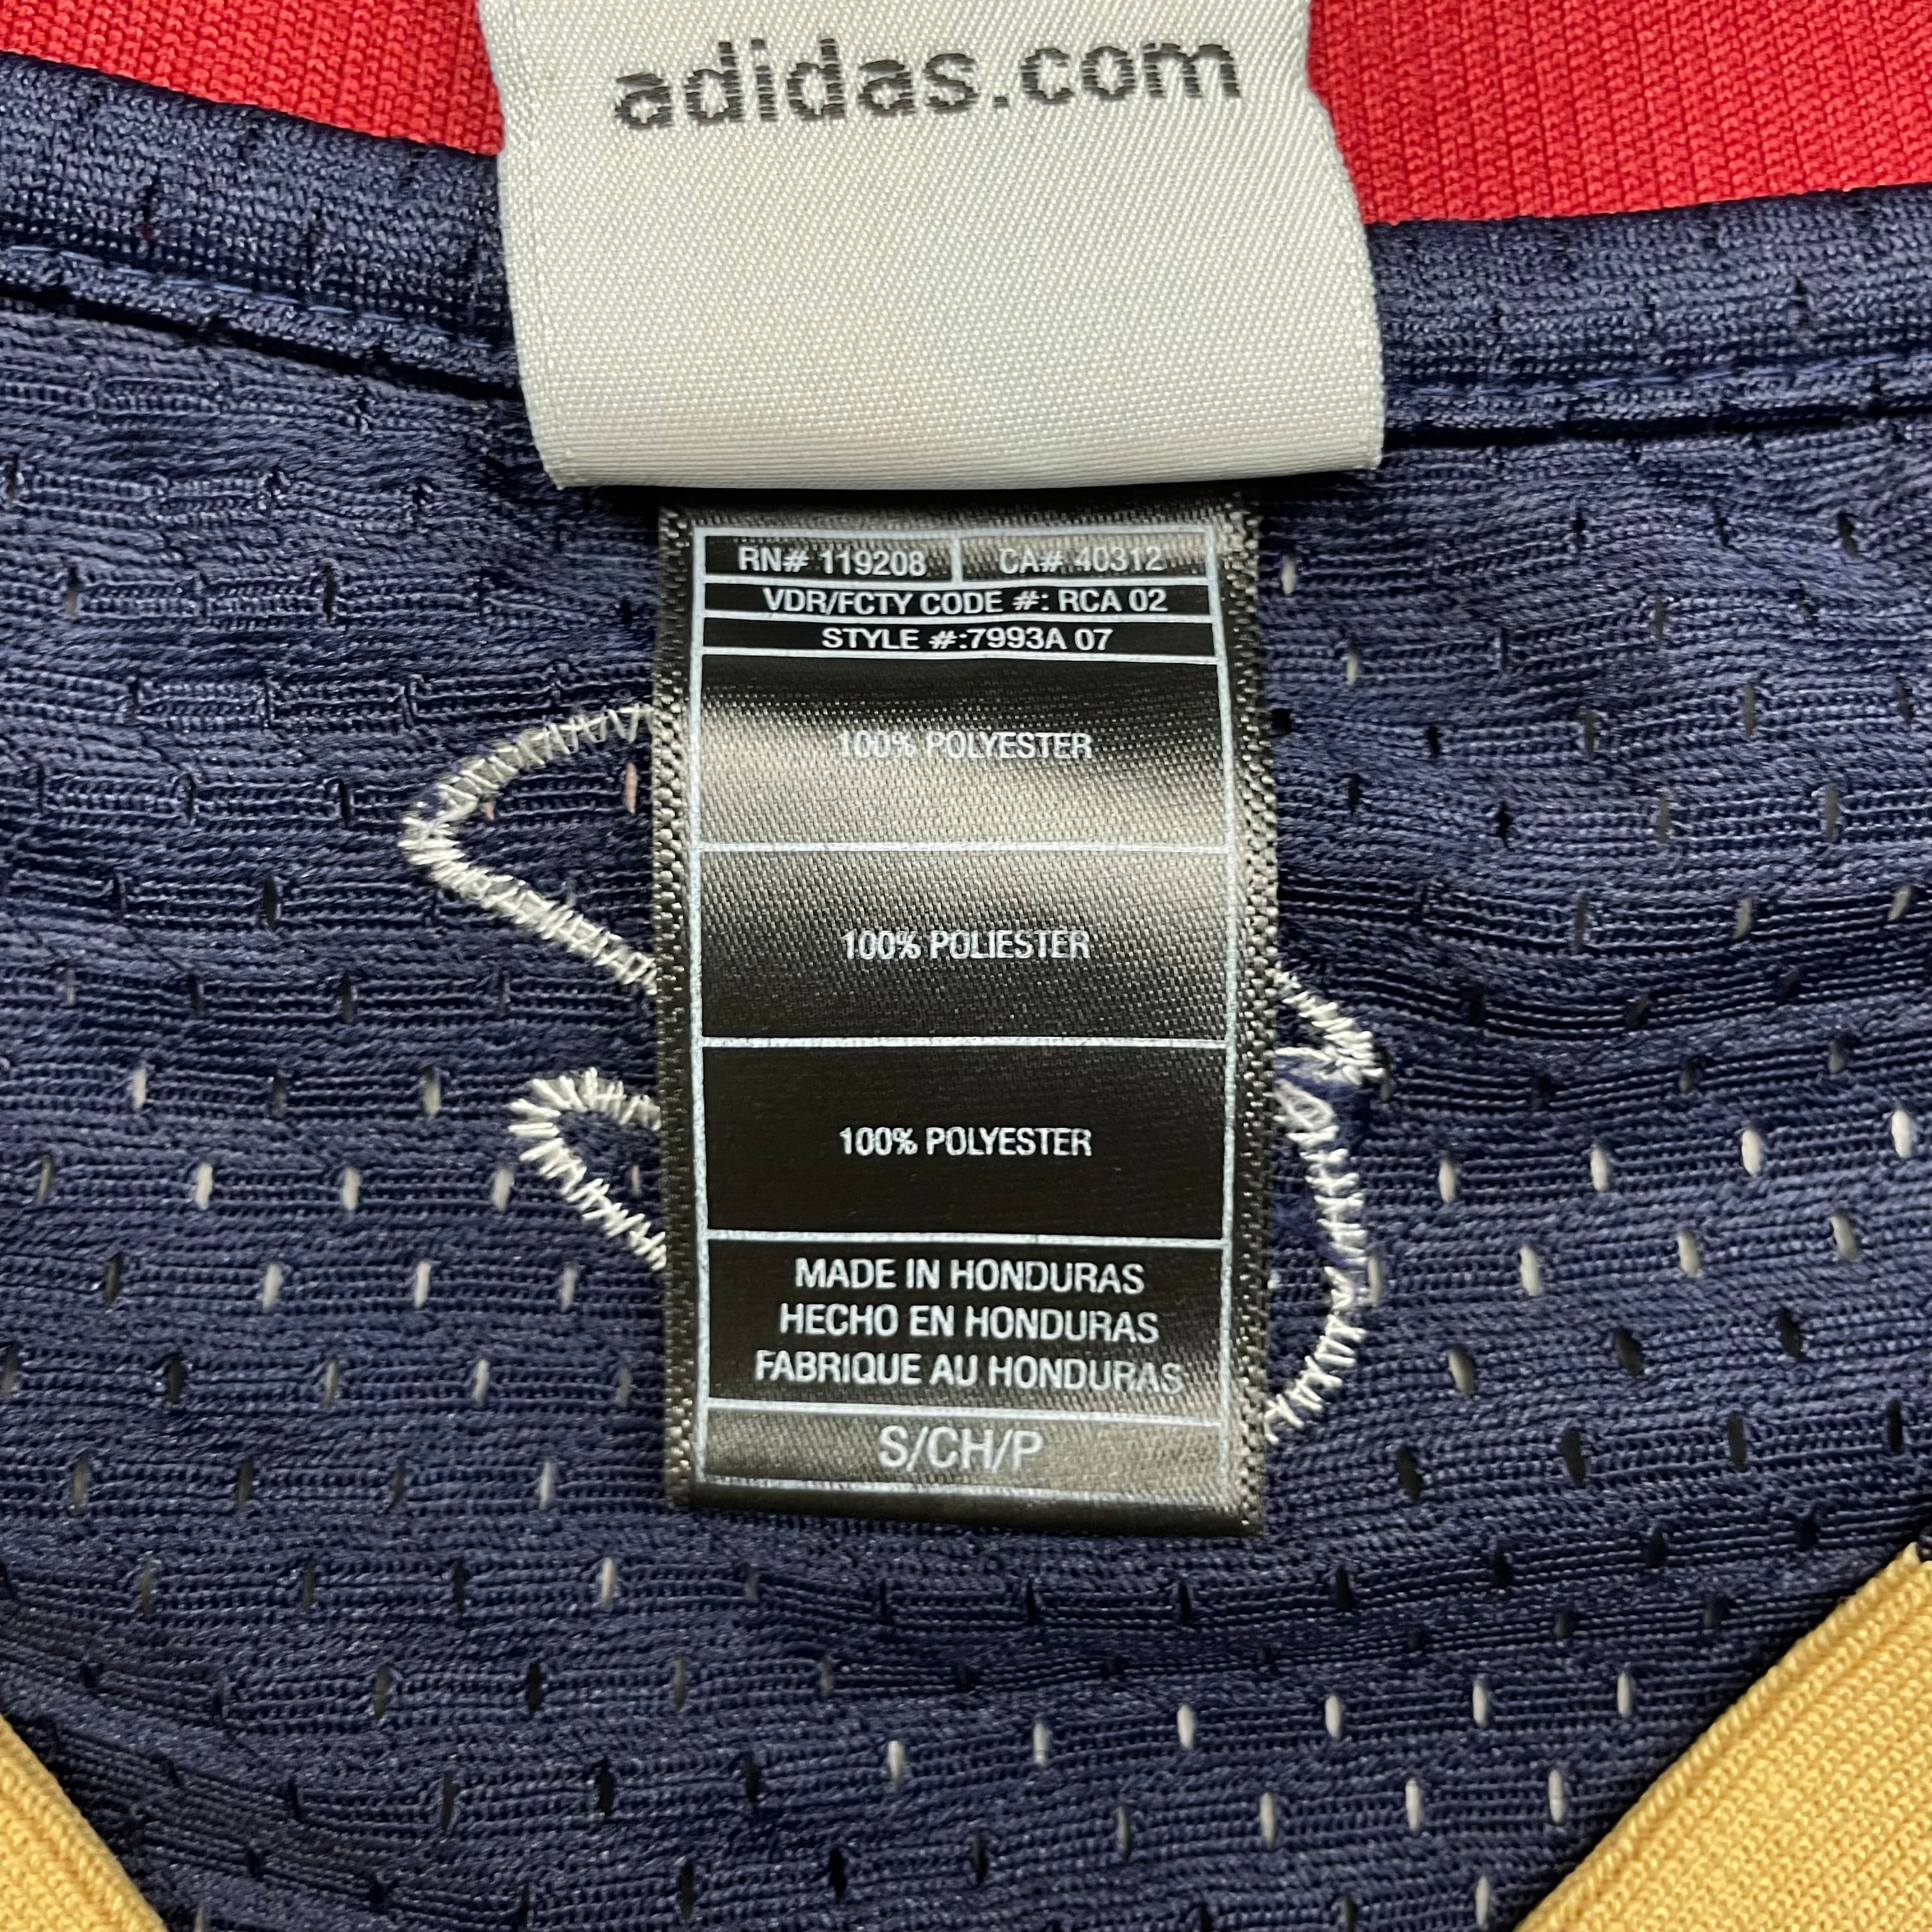 adidas.com
RN# 119208 CA# 40312
VDR/FCTY CODE #: RCA 02
STYLE #:7993A 07
100% POLYESTER
100% POLIESTER
100% POLYESTER
MADE IN HONDURAS
HECHO EN HONDURAS
FABRIQUE AU HONDURAS
S/CH/P